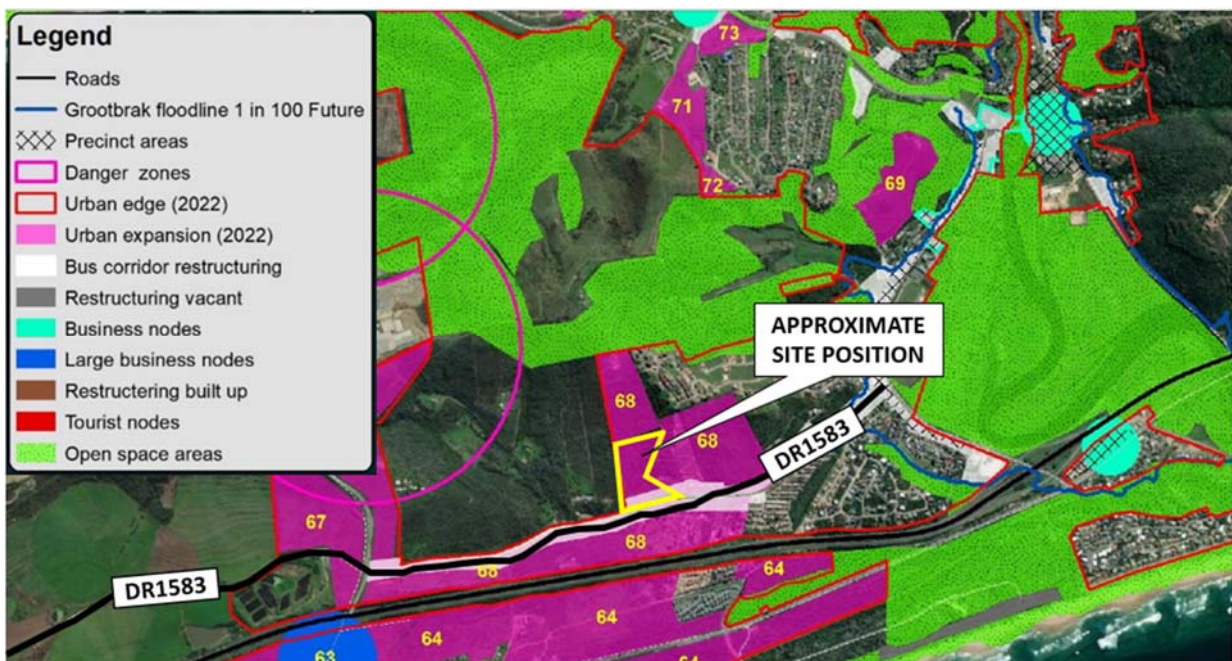 Legend
Roads
Grootbrak floodline 1 in 100 Future
Precinct areas
Danger zones
Urban edge (2022)
Urban expansion (2022)
Bus corridor restructuring
Restructuring vacant
Business nodes
Large business nodes
Restructering built up
Tourist nodes
Open space areas
73
71
72
69
APPROXIMATE
SITE POSITION
68
68
DR1583
67
68
68
64
DR1583
64
64
63
64